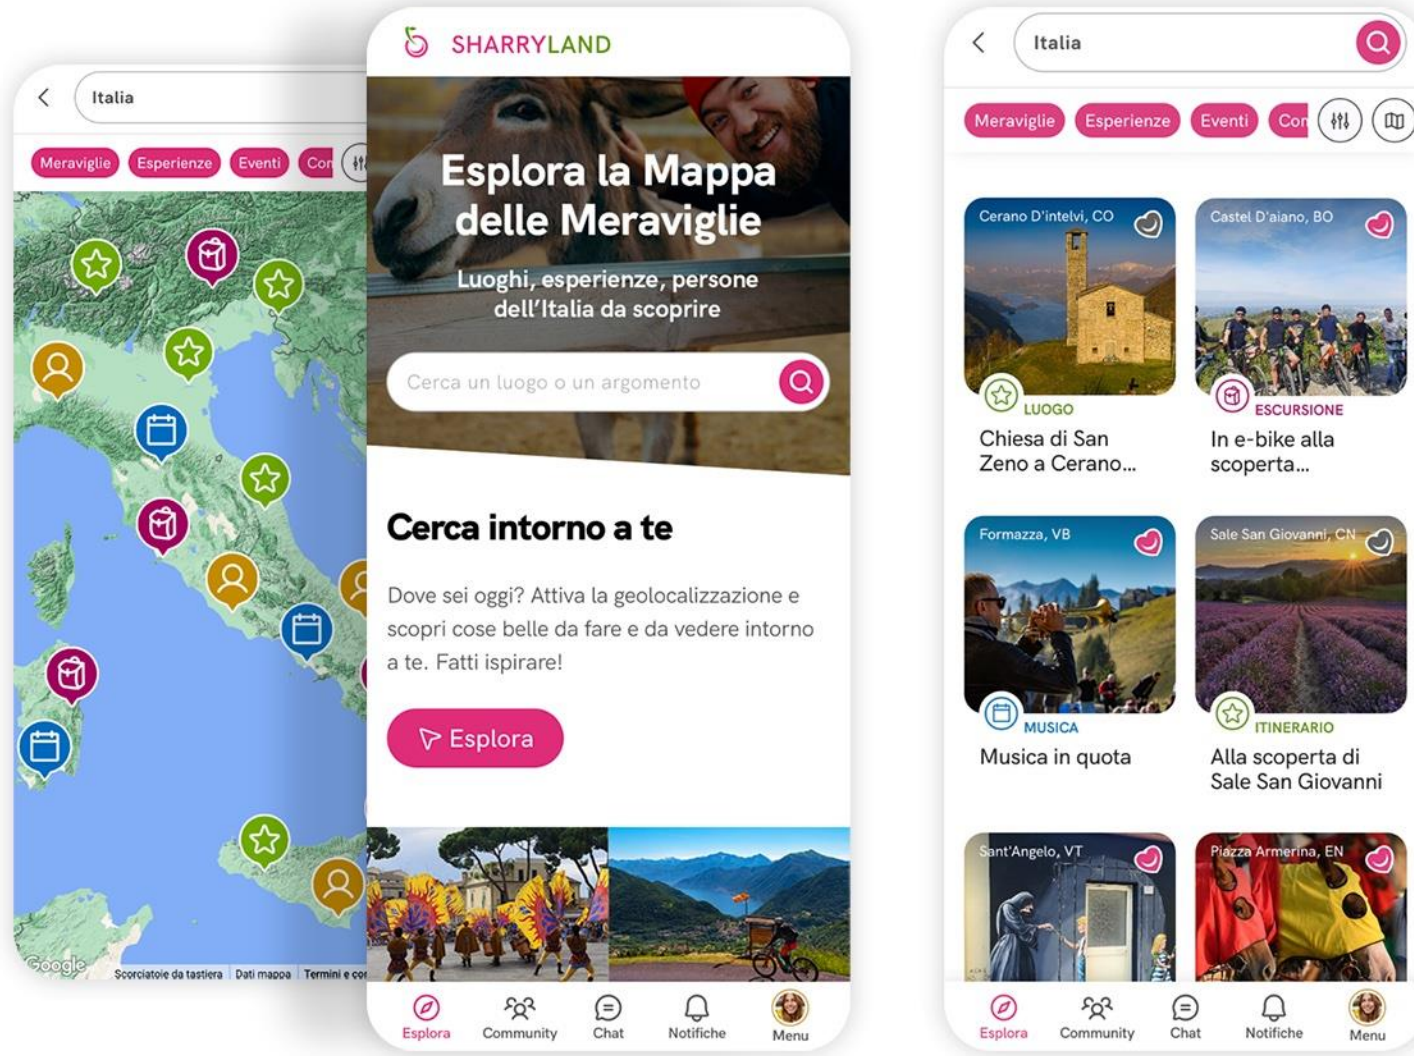 Italia
Meraviglie
Esperienze
Eventi
Con
Google
Scorciatoie da tastiera
Dati mappa
Termini e con
SHARRYLAND
Esplora la Mappa
delle Meraviglie
Luoghi, esperienze, persone
dell'Italia da scoprire
Cerca un luogo o un argomento
Cerca intorno a te
Dove sei oggi? Attiva la geolocalizzazione e
scopri cose belle da fare e da vedere intorno
a te. Fatti ispirare!
Esplora
Esplora
Community
Chat
Notifiche
Menu
Italia
Meraviglie
Esperienze
Eventi
Con
Cerano D'intelvi, CO
LUOGO
Chiesa di San
Zeno a Cerano...
Castel D'aiano, BO
ESCURSIONE
In e-bike alla
scoperta...
Formazza, VB
MUSICA
Musica in quota
Sale San Giovanni, CN
ITINERARIO
Alla scoperta di
Sale San Giovanni
Sant'Angelo, VT
Piazza Armerina, EN
Esplora
Community
Chat
Notifiche
Menu